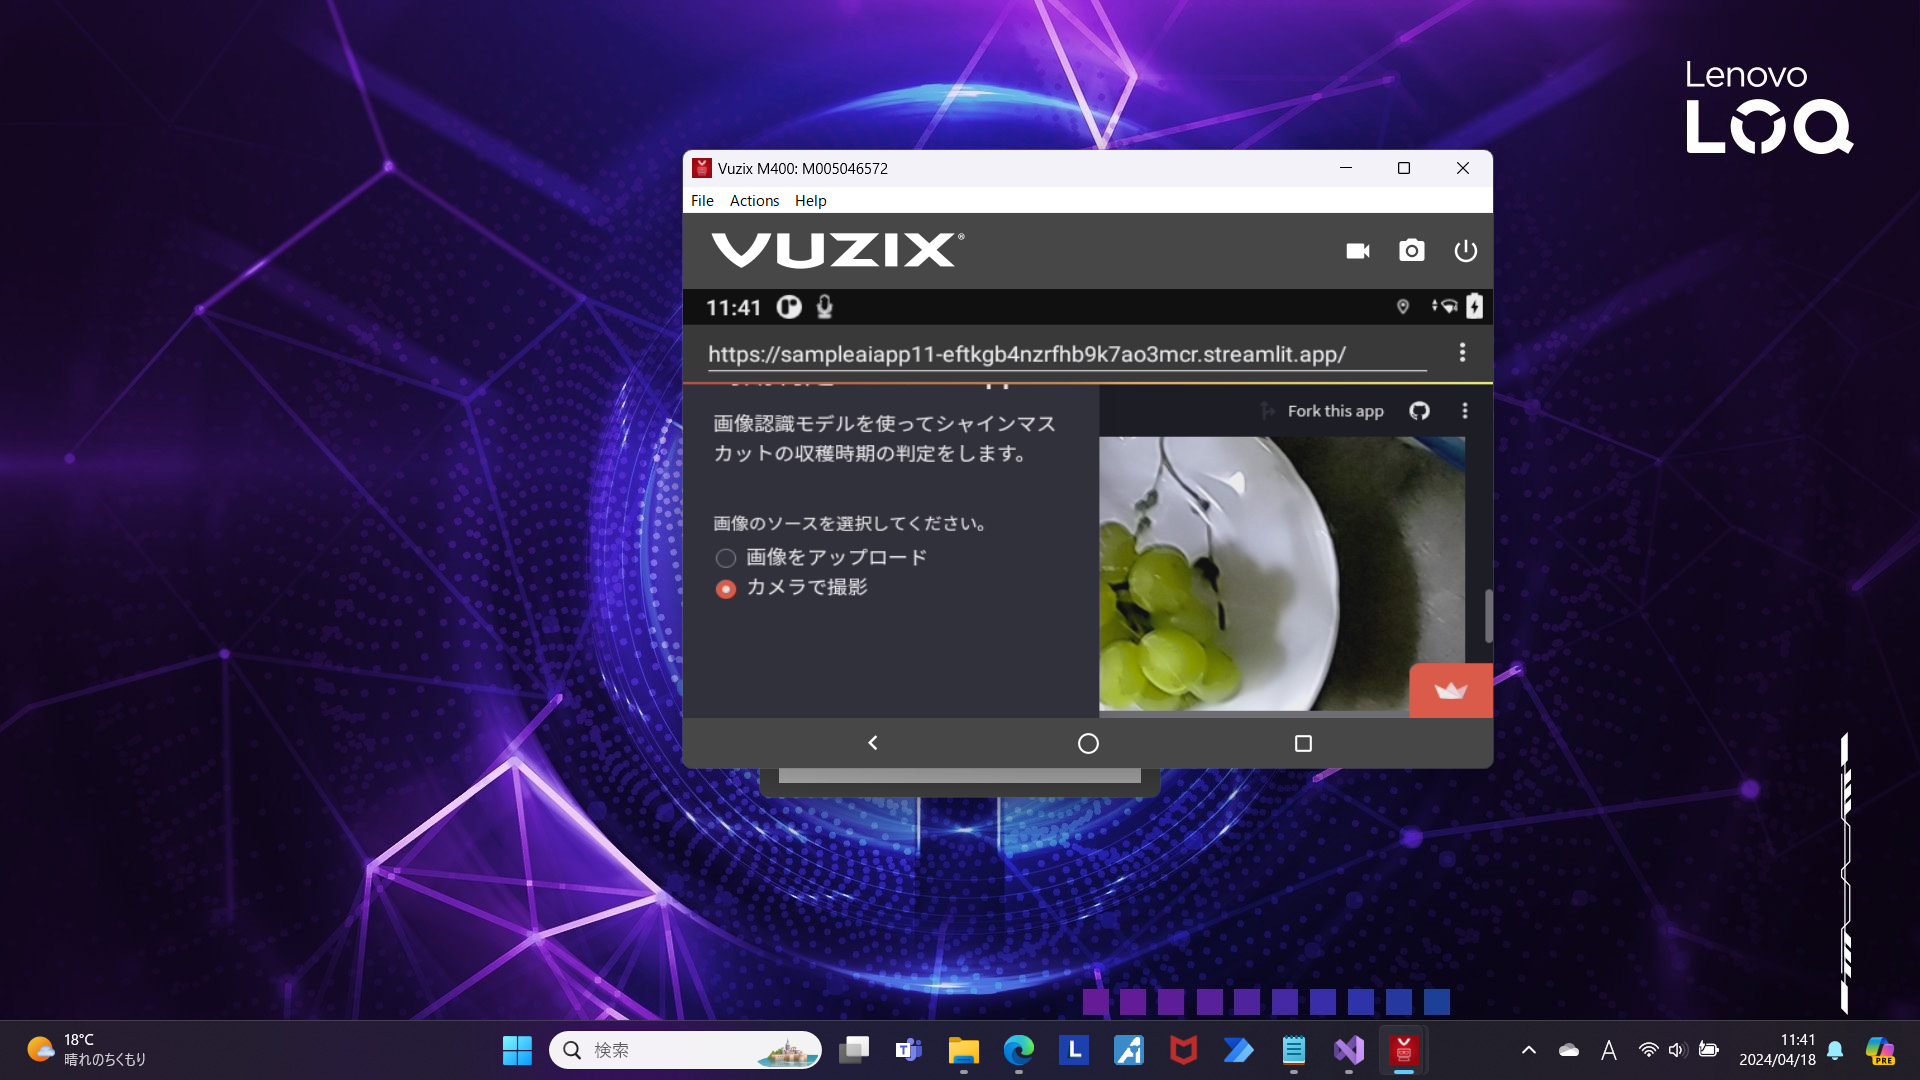 Lenovo
LOQ
Vuzix M400: M005046572
File Actions Help
VUZIX®
11:41
https://sampleaiapp11-eftkgb4nzrfhb9k7ao3mcr.streamlit.app/
Fork this app
画像認識モデルを使ってシャインマス
カットの収穫時期の判定をします。
画像のソースを選択してください。
画像をアップロード
カメラで撮影
18°C
晴れのちくもり
検索
A
11:41
2024/04/18
PRE